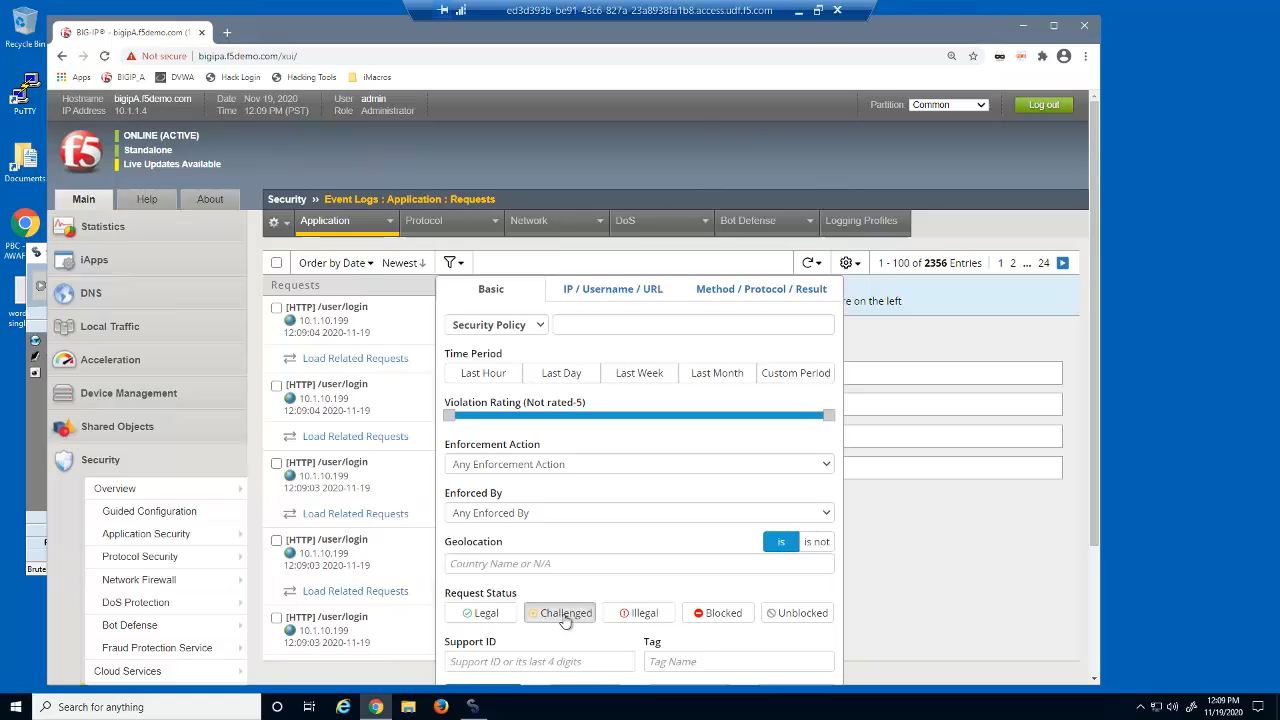 ed3d393b-be91-43c6-827a-23a8938fa1b8.access.udf.f5.com
Recycle Bin
PuTTY
Documents
PBC -
AWAF
word
singl
Brute
BIG-IP® - bigipA.f5demo.com (1
Not secure bigipa.f5demo.com/xui/
Apps BIGIP_A DVWA Hack Login Hacking Tools iMacros
Hostname bigipA.f5demo.com Date Nov 19, 2020 User admin
IP Address 10.1.1.4 Time 12:09 PM (PST) Role Administrator
Partition: Common Log out
f5
ONLINE (ACTIVE)
Standalone
Live Updates Available
Main Help About
Security » Event Logs : Application : Requests
Application Protocol Network DoS Bot Defense Logging Profiles
Statistics
iApps
DNS
Local Traffic
Acceleration
Device Management
Shared Objects
Security
Overview
Guided Configuration
Application Security
Protocol Security
Network Firewall
DoS Protection
Bot Defense
Fraud Protection Service
Cloud Services
Order by Date Newest 1 - 100 of 2356 Entries 1 2 ... 24
Requests
[HTTP] /user/login
10.1.10.199
12:09:04 2020-11-19
Load Related Requests
[HTTP] /user/login
10.1.10.199
12:09:04 2020-11-19
Load Related Requests
[HTTP] /user/login
10.1.10.199
12:09:03 2020-11-19
Load Related Requests
[HTTP] /user/login
10.1.10.199
12:09:03 2020-11-19
Load Related Requests
[HTTP] /user/login
10.1.10.199
12:09:03 2020-11-19
Basic IP / Username / URL Method / Protocol / Result
re on the left
Security Policy
Time Period
Last Hour Last Day Last Week Last Month Custom Period
Violation Rating (Not rated-5)
Enforcement Action
Any Enforcement Action
Enforced By
Any Enforced By
Geolocation is is not
Country Name or N/A
Request Status
Legal Challenged Illegal Blocked Unblocked
Support ID Tag
Support ID or its last 4 digits Tag Name
Search for anything
12:09 PM
11/19/2020